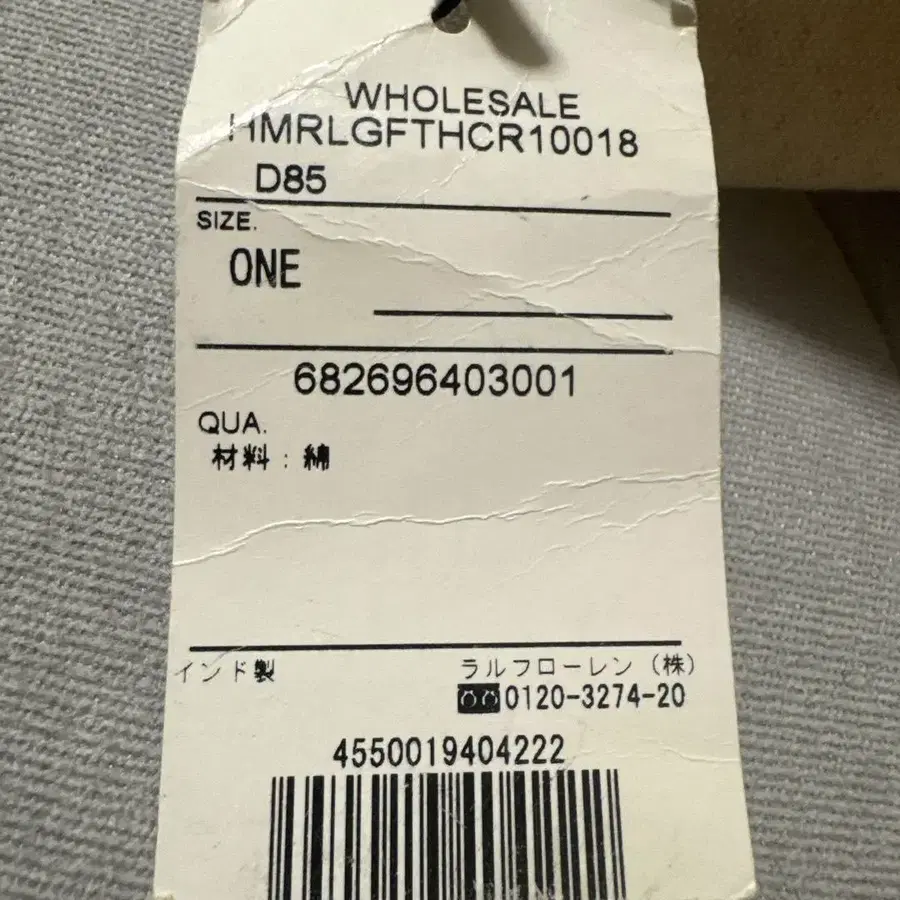 WHOLESALE
HMRLGFTHCR10018
D85
SIZE.
ONE
682696403001
QUA.
材料：綿
インド製
ラルフローレン（株）
0120-3274-20
4550019404222